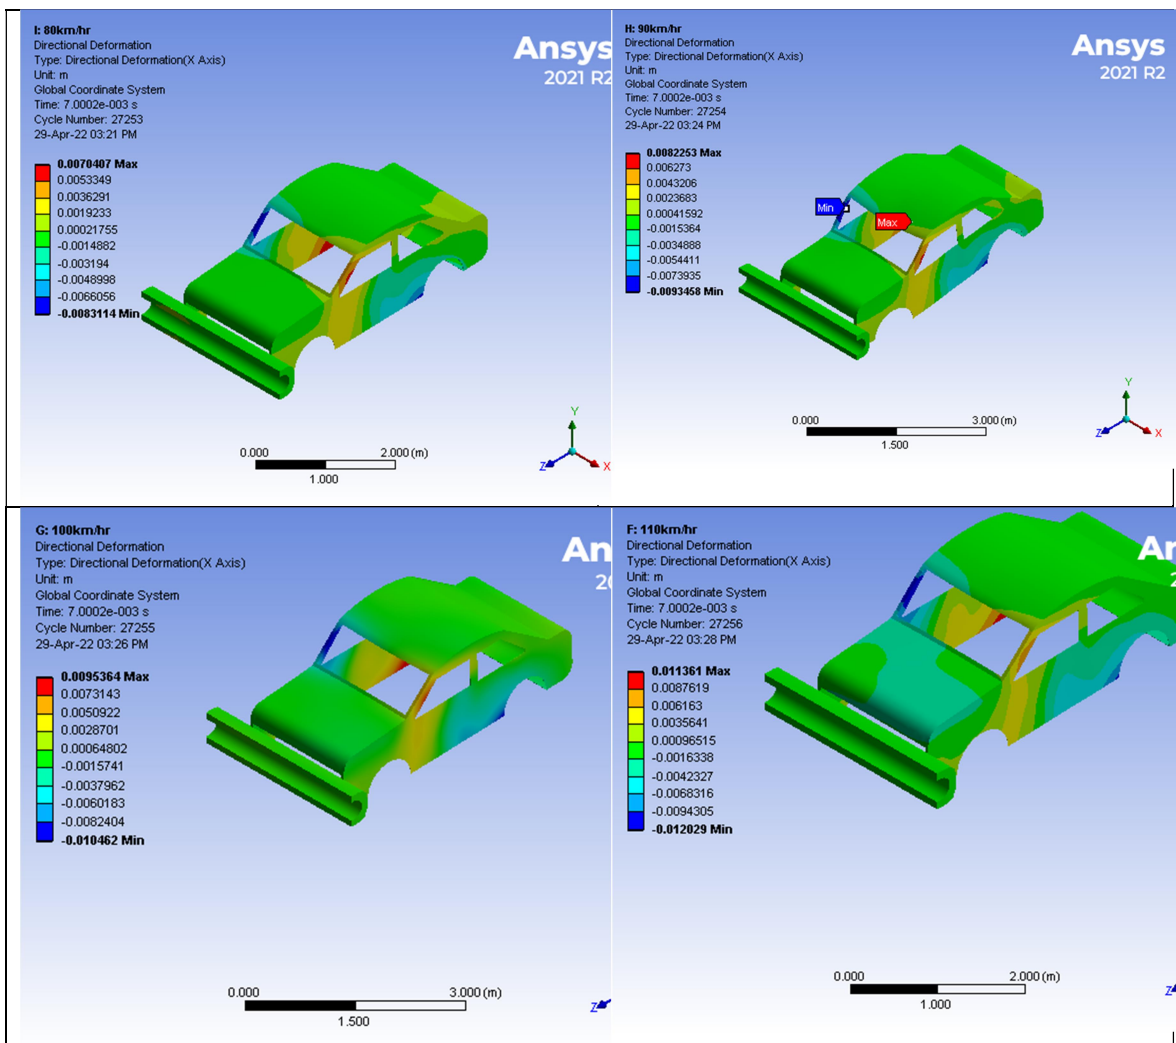 I: 80km/hr
Directional Deformation
Type: Directional Deformation(X Axis)
Unit: m
Global Coordinate System
Time: 7.0002e-003 s
Cycle Number: 27253
29-Apr-22 03:21 PM
Ansys
2021 R2
0.0070407 Max
0.0053349
0.0036291
0.0019233
0.00021755
-0.0014882
-0.003194
-0.0048998
-0.0066056
-0.0083114 Min
0.000
2.000 (m)
1.000
Y
Z
X
H: 90km/hr
Directional Deformation
Type: Directional Deformation(X Axis)
Unit: m
Global Coordinate System
Time: 7.0002e-003 s
Cycle Number: 27254
29-Apr-22 03:24 PM
Ansys
2021 R2
0.0082253 Max
0.006273
0.0043206
0.0023683
0.00041592
-0.0015364
-0.0034888
-0.0054411
-0.0073935
-0.0093458 Min
Min
Max
0.000
3.000 (m)
1.500
Y
Z
X
G: 100km/hr
Directional Deformation
Type: Directional Deformation(X Axis)
Unit: m
Global Coordinate System
Time: 7.0002e-003 s
Cycle Number: 27255
29-Apr-22 03:26 PM
An
20
0.0095364 Max
0.0073143
0.0050922
0.0028701
0.00064802
-0.0015741
-0.0037962
-0.0060183
-0.0082404
-0.010462 Min
0.000
3.000 (m)
1.500
Z
F: 110km/hr
Directional Deformation
Type: Directional Deformation(X Axis)
Unit: m
Global Coordinate System
Time: 7.0002e-003 s
Cycle Number: 27256
29-Apr-22 03:28 PM
Ar
0.011361 Max
0.0087619
0.006163
0.0035641
0.00096515
-0.0016338
-0.0042327
-0.0068316
-0.0094305
-0.012029 Min
0.000
2.000 (m)
1.000
Z